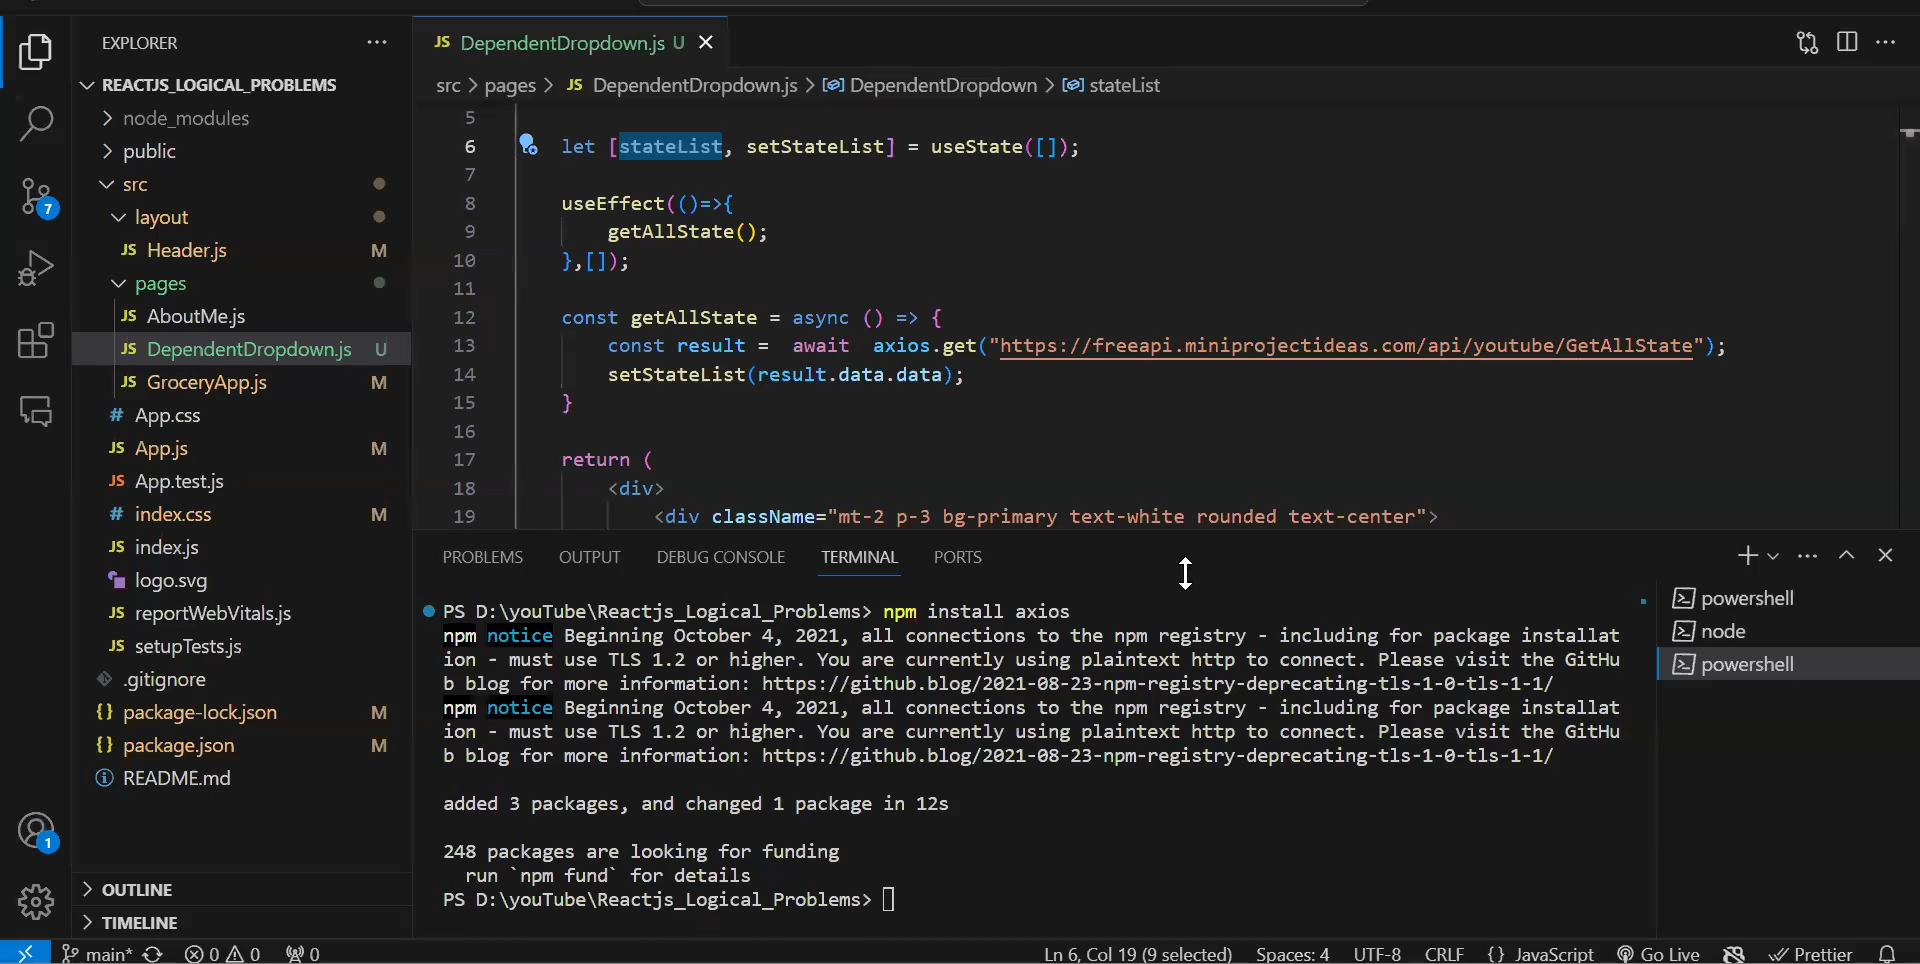 EXPLORER
REACTJS_LOGICAL_PROBLEMS
node_modules
public
src
layout
JS Header.js M
pages
JS AboutMe.js
JS DependentDropdown.js U
JS GroceryApp.js M
# App.css
JS App.js M
JS App.test.js
# index.css M
JS index.js
logo.svg
JS reportWebVitals.js
JS setupTests.js
.gitignore
{} package-lock.json M
{} package.json M
README.md
OUTLINE
TIMELINE
7
1
JS DependentDropdown.js U
src > pages > JS DependentDropdown.js > DependentDropdown > stateList
5
6 let [stateList, setStateList] = useState([]);
7
8 useEffect(()=>{
9 getAllState();
10 },[]);
11
12 const getAllState = async () => {
13 const result = await axios.get("https://freeapi.miniprojectideas.com/api/youtube/GetAllState");
14 setStateList(result.data.data);
15 }
16
17 return (
18 <div>
19 <div className="mt-2 p-3 bg-primary text-white rounded text-center">
PROBLEMS OUTPUT DEBUG CONSOLE TERMINAL PORTS
PS D:\youTube\Reactjs_Logical_Problems> npm install axios
npm notice Beginning October 4, 2021, all connections to the npm registry - including for package installat
ion - must use TLS 1.2 or higher. You are currently using plaintext http to connect. Please visit the GitHu
b blog for more information: https://github.blog/2021-08-23-npm-registry-deprecating-tls-1-0-tls-1-1/
npm notice Beginning October 4, 2021, all connections to the npm registry - including for package installat
ion - must use TLS 1.2 or higher. You are currently using plaintext http to connect. Please visit the GitHu
b blog for more information: https://github.blog/2021-08-23-npm-registry-deprecating-tls-1-0-tls-1-1/
added 3 packages, and changed 1 package in 12s
248 packages are looking for funding
run `npm fund` for details
PS D:\youTube\Reactjs_Logical_Problems>
powershell
node
powershell
main* 0 0 0 Ln 6, Col 19 (9 selected) Spaces: 4 UTF-8 CRLF {} JavaScript Go Live Prettier